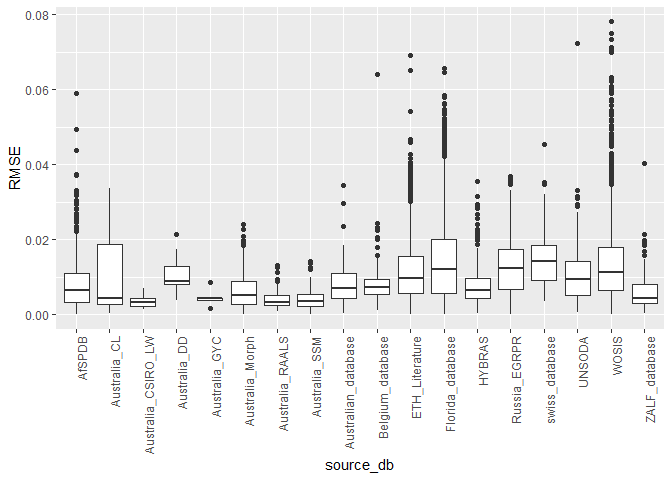 0.08
0.06
0.04
0.02
0.00
RMSE
AfSPDB
Australia_CL
Australia_CSIRO_LW
Australia_DD
Australia_GYC
Australia_Morph
Australia_RAALS
Australia_SSM
Australian_database
Belgium_database
ETH_Literature
Florida_database
HYBRAS
Russia_EGRPR
swiss_database
UNSODA
WOSIS
ZALF_database
source_db